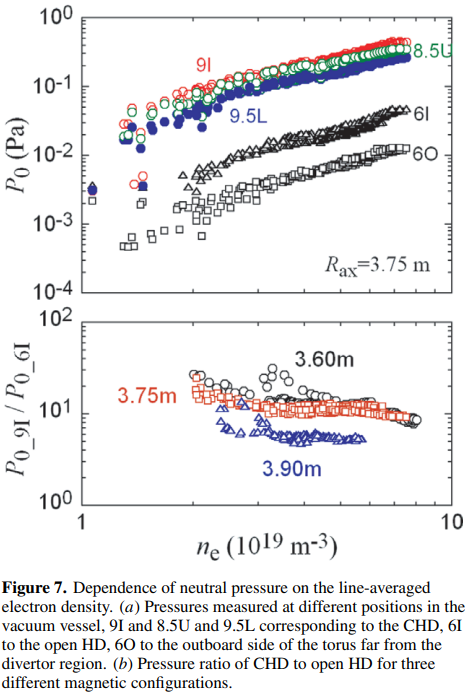 10⁰
10⁻¹
10⁻²
10⁻³
10⁻⁴
P₀ (Pa)
9I
8.5U
9.5L
6I
6O
Rₐₓ=3.75 m
10²
10¹
10⁰
P₀_9I / P₀_6I
3.60m
3.75m
3.90m
1
10
nₑ (10¹⁹ m⁻³)
Figure 7. Dependence of neutral pressure on the line-averaged
electron density. (a) Pressures measured at different positions in the
vacuum vessel, 9I and 8.5U and 9.5L corresponding to the CHD, 6I
to the open HD, 6O to the outboard side of the torus far from the
divertor region. (b) Pressure ratio of CHD to open HD for three
different magnetic configurations.